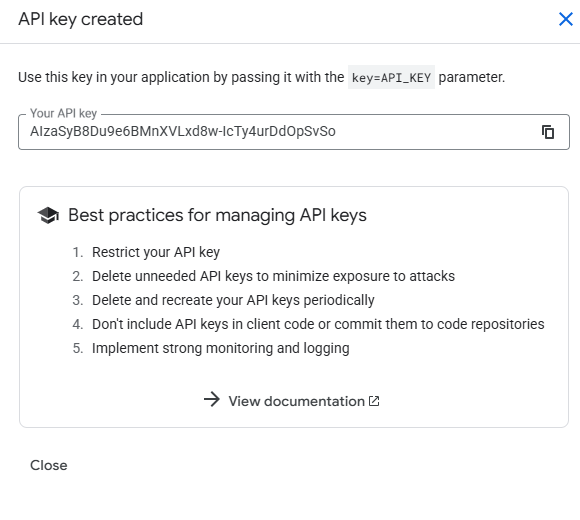 API key created
Use this key in your application by passing it with the key=API_KEY parameter.
Your API key
AIzaSyB8Du9e6BMnXVLxd8w-IcTy4urDdOpSvSo
Best practices for managing API keys
1. Restrict your API key
2. Delete unneeded API keys to minimize exposure to attacks
3. Delete and recreate your API keys periodically
4. Don't include API keys in client code or commit them to code repositories
5. Implement strong monitoring and logging
View documentation
Close